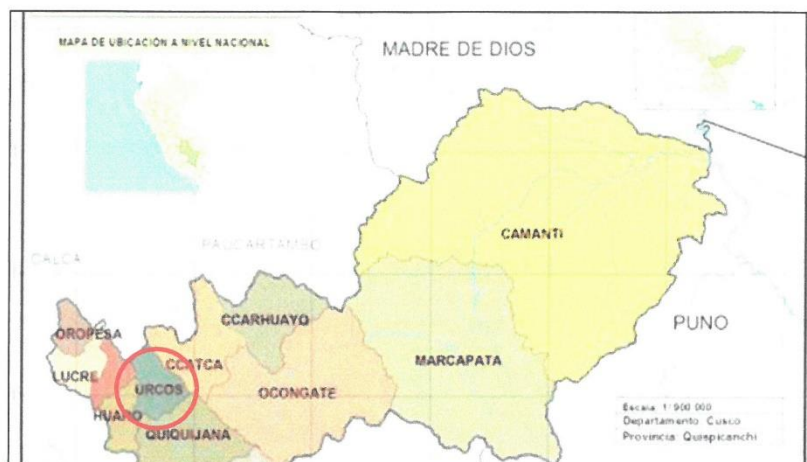 MAPA DE UBICACIÓN A NIVEL NACIONAL
MADRE DE DIOS
CAMANTI
PAUCARTAMBO
CALCA
CCARHUAYO
PUNO
OROPESA
CCATCA
MARCAPATA
LUCRE
URCOS
OCONGATE
HUARO
QUIQUIJANA
Escala 1:900.000
Departamento Cusco
Provincia Quispicanchi